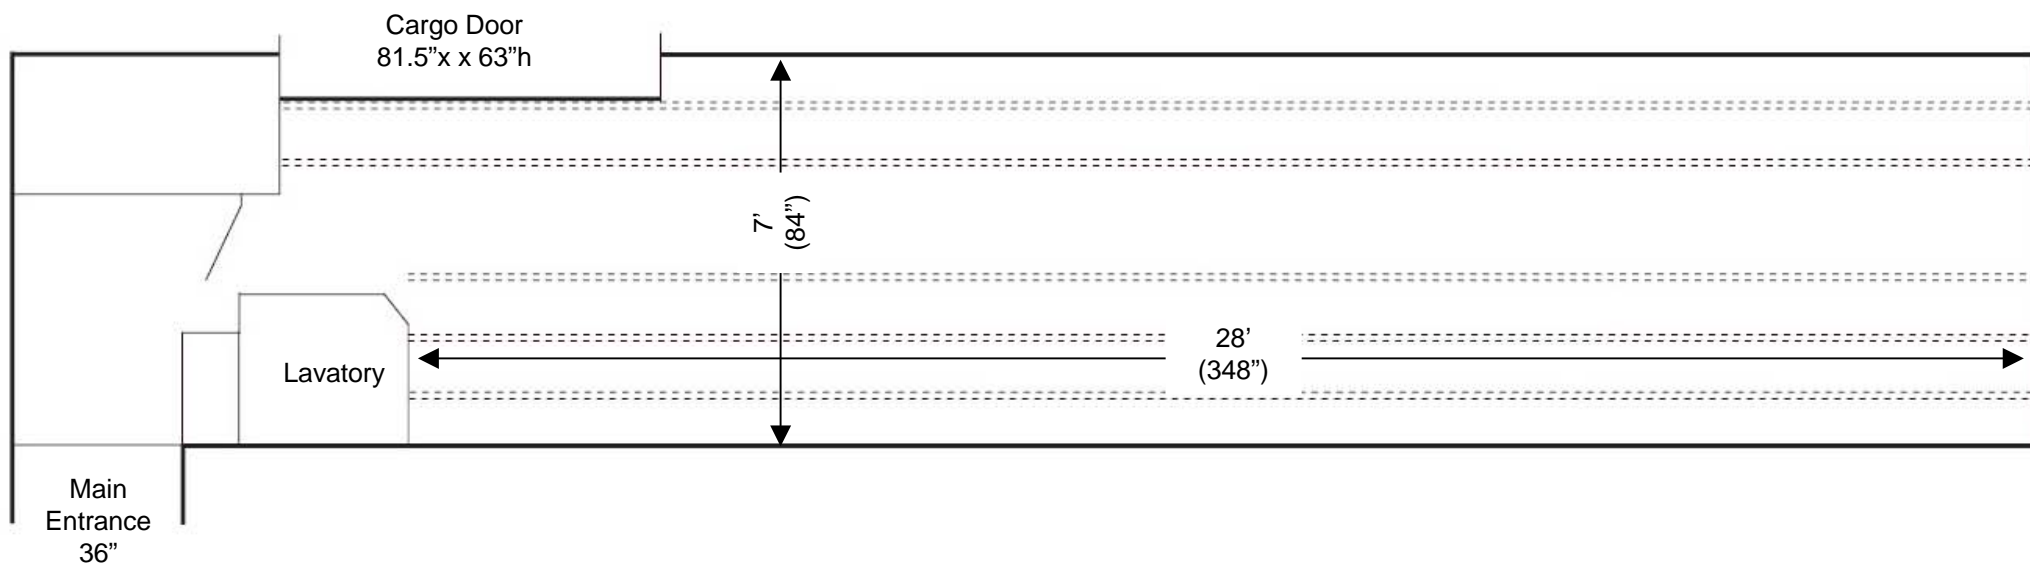 Cargo Door
81.5”x x 63”h
7’
(84”)
28’
(348”)
Lavatory
Main
Entrance
36”